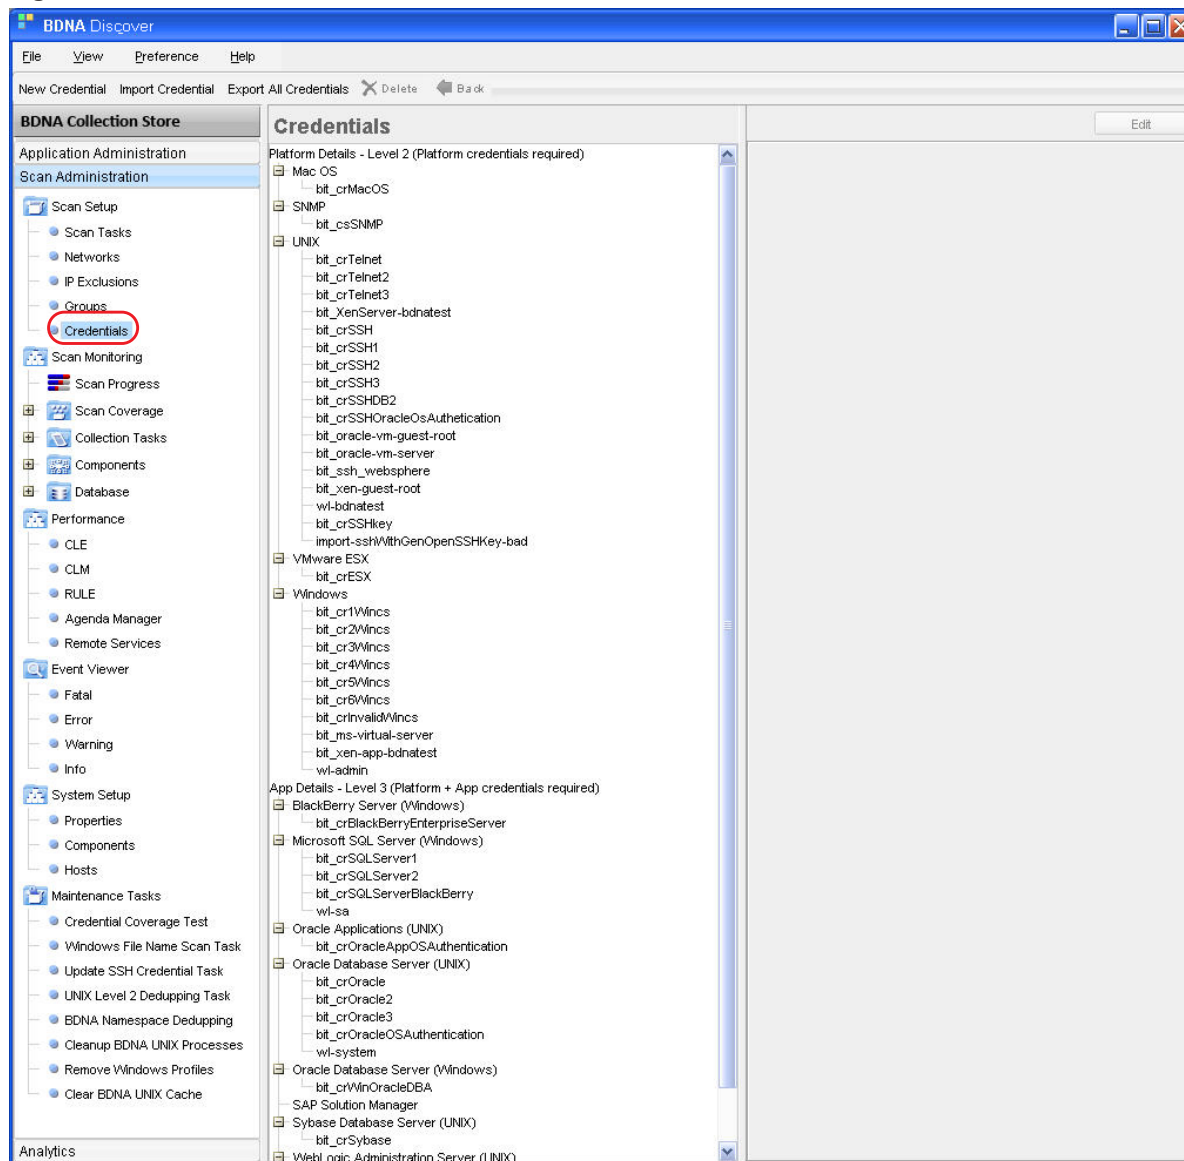 BDNA Discover
File View Preference Help
New Credential Import Credential Export All Credentials Delete Back
BDNA Collection Store
Application Administration
Scan Administration
Scan Setup
Scan Tasks
Networks
IP Exclusions
Groups
Credentials
Scan Monitoring
Scan Progress
Scan Coverage
Collection Tasks
Components
Database
Performance
CLE
CLM
RULE
Agenda Manager
Remote Services
Event Viewer
Fatal
Error
Warning
Info
System Setup
Properties
Components
Hosts
Maintenance Tasks
Credential Coverage Test
Windows File Name Scan Task
Update SSH Credential Task
UNIX Level 2 Dedupping Task
BDNA Namespace Dedupping
Cleanup BDNA UNIX Processes
Remove Windows Profiles
Clear BDNA UNIX Cache
Analytics
Credentials
Platform Details - Level 2 (Platform credentials required)
Mac OS
bit_crMacOS
SNMP
bit_csSNMP
UNIX
bit_crTelnet
bit_crTelnet2
bit_crTelnet3
bit_XenServer-bdnatest
bit_crSSH
bit_crSSH1
bit_crSSH2
bit_crSSH3
bit_crSSHDB2
bit_crSSHOracleOsAuthetication
bit_oracle-vm-guest-root
bit_oracle-vm-server
bit_ssh_websphere
bit_xen-guest-root
wl-bdnatest
bit_crSSHkey
import-sshWithGenOpenSSHKey-bad
VMware ESX
bit_crESX
Windows
bit_cr1Wincs
bit_cr2Wincs
bit_cr3Wincs
bit_cr4Wincs
bit_cr5Wincs
bit_cr6Wincs
bit_crInvalidWincs
bit_ms-virtual-server
bit_xen-app-bdnatest
wl-admin
App Details - Level 3 (Platform + App credentials required)
BlackBerry Server (Windows)
bit_crBlackBerryEnterpriseServer
Microsoft SQL Server (Windows)
bit_crSQLServer1
bit_crSQLServer2
bit_crSQLServerBlackBerry
wl-sa
Oracle Applications (UNIX)
bit_crOracleAppOSAuthentication
Oracle Database Server (UNIX)
bit_crOracle
bit_crOracle2
bit_crOracle3
bit_crOracleOSAuthentication
wl-system
Oracle Database Server (Windows)
bit_crWinOracleDBA
SAP Solution Manager
Sybase Database Server (UNIX)
bit_crSybase
WebLogic Administration Server (UNIX)
Edit